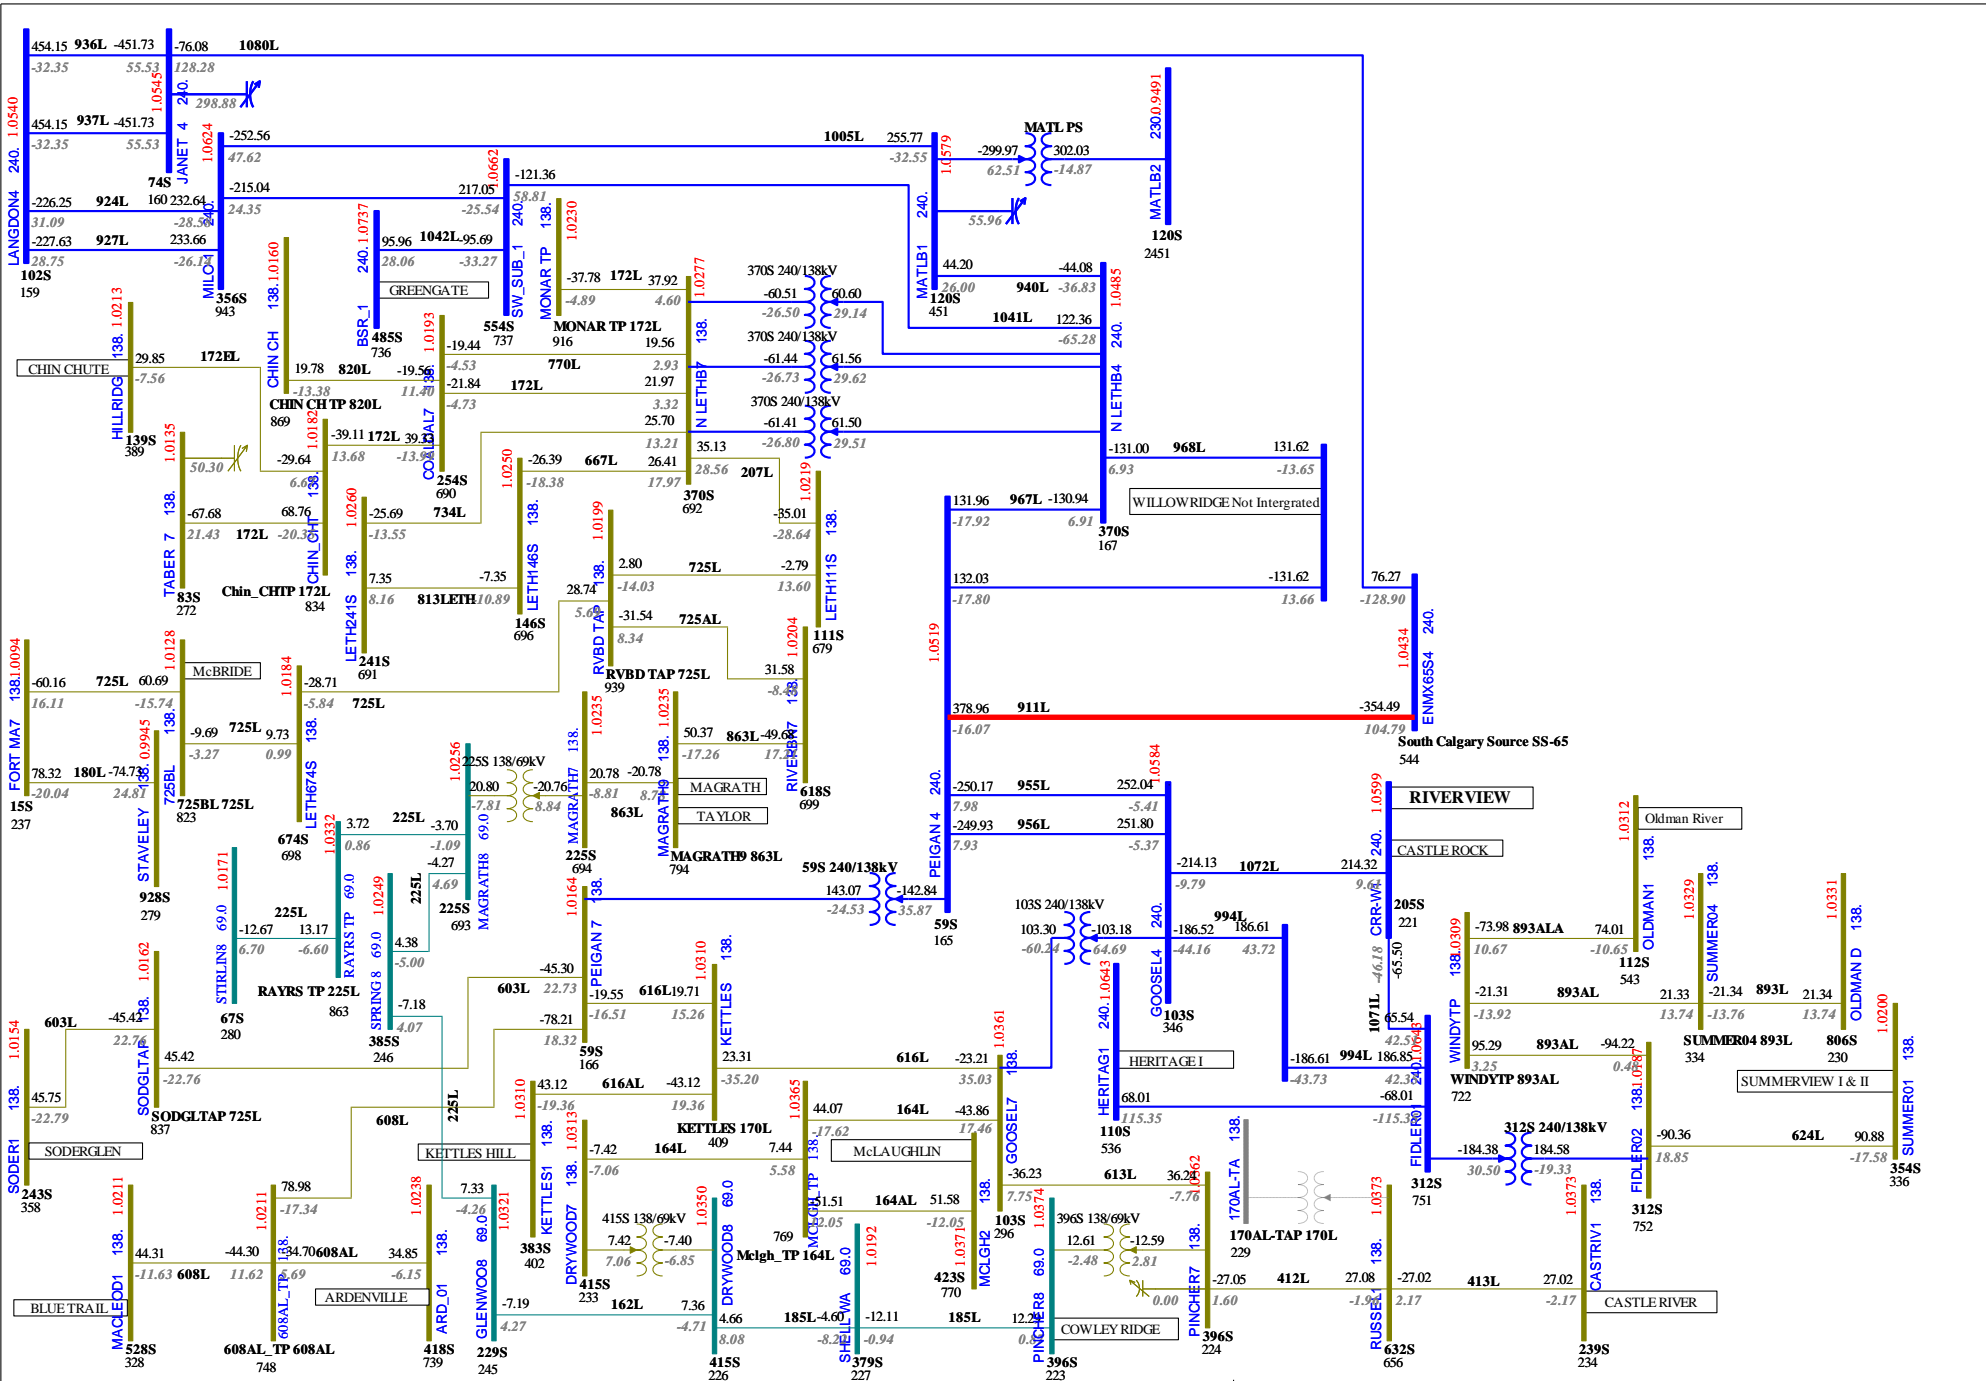 454.15 936L -451.73 -76.08 1080L
-32.35 55.53 128.28
LANGDON4 240. 1.0540
JANET 4 240. 1.0545
298.88
454.15 937L -451.73
-32.35 55.53
74S
160
-226.25 924L 232.64
31.09
-227.63 927L 233.66
28.75
102S
159
MILO 1 240. 1.0624
-252.56 1005L 255.77
47.62 -32.55
-215.04 217.05
24.35 -25.54
356S
943
SW_SUB_1 240. 1.0662
-121.36
58.81
554S
737
BSR_1 240. 1.0737
95.96 1042L -95.69
28.06 -33.27
GREENGATE
485S
736
MATLB1 240. 1.0579
-299.97 MATL PS 302.03
62.51 -14.87
55.96
44.20 940L -44.08
26.00 -36.83
120S
451
MATLB2 230. 0.9491
120S
2451
MONAR TP 138. 1.0230
-37.78 172L 37.92
-4.89 4.60
MONAR TP 172L
916
N LETHB7 138. 1.0277
370S 240/138kV
-60.51 60.60
-26.50 29.14
370S 240/138kV
-61.44 61.56
-26.73 29.62
370S 240/138kV
-61.41 61.50
-26.80 29.51
N LETHB4 240. 1.0485
1041L 122.36
-65.28
-131.00 968L 131.62
6.93 -13.65
131.96 967L -130.94
-17.92 6.91
370S
167
WILLOWRIDGE Not Intergrated
132.03 -131.62
-17.80 13.66
HILLRIDG 138. 1.0213
29.85 172EL
-7.56
CHIN CHUTE
139S
389
CHIN CH 138. 1.0160
19.78 820L
-13.38 11.40
CHIN CH TP 820L
869
COALDAL7 138. 1.0193
-19.44 770L 19.56
-4.53 2.93
-21.84 172L 21.97
-4.73 3.32
254S
690
TABER 7 138. 1.0135
50.30
-67.68 172L 68.76
21.43
83S
272
CHIN_CHT 138. 1.0182
-39.11 172L 39.33
13.68
-29.64
Chin_CHTP 172L
834
25.70
13.21
-26.39 667L 26.41
-18.38 17.97
35.13 207L -35.01
28.56 -28.64
370S
692
LETH241S 138. 1.0260
-25.69 734L
-13.55
7.35 813LETH -7.35
8.16 -10.89
241S
691
LETH146S 138. 1.0250
146S
696
RVBD TAP 138. 1.0199
2.80 725L -2.79
-14.03 13.60
28.74
-31.54 725AL 31.58
8.34
RVBD TAP 725L
939
LETH111S 138. 1.0219
111S
679
RIVERBN7 138. 1.0204
618S
699
FORT MA7 138. 1.0094
-60.16 725L 60.69
16.11 -15.74
78.32 180L -74.73
-20.04 24.81
15S
237
725BL 138. 1.0128
McBRIDE
-9.69 725L 9.73
-3.27 0.99
725BL 725L
823
STAVELEY 138. 0.9945
928S
279
LETH674S 138. 1.0184
-28.71 725L
-5.84
674S
698
MAGRATH7 138. 1.0235
20.78 863L -20.78
-8.81
225S
694
MAGRATH9 138. 1.0235
50.37 863L
-17.26
MAGRATH
TAYLOR
MAGRATH9 863L
794
MAGRATH8 69.0 1.0256
225S 138/69kV
20.80 -20.76
-7.81 8.84
225S
693
RAYRS TP 69.0 1.0332
3.72 225L -3.70
0.86 -1.09
-4.27
4.69
225L
RAYRS TP 225L
863
STIRLIN8 69.0 1.0171
-12.67 225L 13.17
6.70 -6.60
67S
280
SPRING 8 69.0 1.0249
4.38
-5.00
-7.18
4.07
385S
246
PEIGAN 4 240. 1.0519
378.96 911L -354.49
-16.07 104.79
-250.17 955L 252.04
7.98 -5.41
-249.93 956L 251.80
7.93 -5.37
59S
165
ENMX65S4 240. 1.0434
76.27
-128.90
South Calgary Source SS-65
544
59S 240/138kV
143.07 -142.84
-24.53 35.87
PEIGAN 7 138. 1.0164
-45.30 603L
22.73
-19.55 616L 19.71
-16.51 15.26
-78.21
18.32
59S
166
GOOSEL4 240. 1.0584
-214.13 1072L 214.32
-9.79
-186.52 994L 186.61
-44.16 43.72
103S
346
103S 240/138kV
103.30 -103.18
-60.24 64.69
CRR-W 240. 1.0599
RIVERVIEW
CASTLE ROCK
205S
221
-65.50
-46.18
1071L
65.54
HERITAG1 240. 1.0643
HERITAGE I
68.01 -68.01
115.35
110S
536
-186.61 994L 186.85
-43.73
FIDLER01 240. 1.0643
312S 240/138kV
-184.38 184.58
30.50 -19.33
312S
751
FIDLER02 138. 1.0187
-90.36 624L 90.88
18.85 -17.58
312S
752
OLDMAN1 138. 1.0312
Oldman River
-73.98 893ALA 74.01
10.67 -10.65
112S
543
WINDYTP 138. 1.0309
-21.31 893AL 21.33
-13.92 13.74
95.29 893AL -94.22
3.25
WINDYTP 893AL
722
SUMMER04 138. 1.0329
-21.34 893L 21.34
-13.76 13.74
SUMMER04 893L
334
OLDMAN D 138. 1.0331
806S
230
SUMMER01 138. 1.0200
SUMMERVIEW I & II
354S
336
SODER1 138. 1.0154
45.75 603L -45.42
-22.79 22.76
SODERGLEN
243S
358
SODGLTAP 138. 1.0162
45.42
-22.76
SODGLTAP 725L
837
KETTLES 138. 1.0310
23.31 616L -23.21
-35.20 35.03
KETTLES 170L
409
KETTLES1 138. 1.0310
43.12 616AL -43.12
-19.36 19.36
KETTLES HILL
383S
402
608L
225L
DRYWOOD7 138. 1.0313
-7.42 164L 7.44
-7.06 5.58
415S 138/69kV
7.42 -7.40
7.06 -6.85
415S
233
MCLGH_TP 138. 1.0365
44.07 164L -43.86
-17.62 17.46
164AL 51.58
-12.05
769
Mclgh_TP 164L
McLAUGHLIN
MCLGH2 138. 1.0371
423S
770
GOOSEL7 138. 1.0361
-36.23 613L 36.24
7.75 -7.76
103S
296
MACLEOD1 138. 1.0211
44.31 608L -44.30
-11.63 11.62
BLUE TRAIL
528S
328
608AL_TP 138. 1.0211
78.98
-17.34
-34.70 608AL 34.85
5.69 -6.15
608AL_TP 608AL
748
ARD_01 138. 1.0238
ARDENVILLE
418S
739
GLENWOO8 69.0 1.0321
7.33
-4.26
-7.19 162L 7.36
4.27 -4.71
229S
245
DRYWOOD8 69.0 1.0350
4.66 185L -4.60
8.08
415S
226
SHELL WA 69.0 1.0192
-12.11 185L
-0.94
379S
227
PINCHER8 69.0 1.0374
396S 138/69kV
12.61 -12.59
-2.48 2.81
COWLEY RIDGE
396S
223
PINCHER7 138. 1.0362
0.00
-27.05 412L 27.08
1.60
396S
224
170AL-TA 138.
170AL-TAP 170L
229
RUSSEL1 138. 1.0373
-27.02 413L 27.02
2.17 -2.17
632S
656
CASTRIV1 138. 1.0373
CASTLE RIVER
239S
234